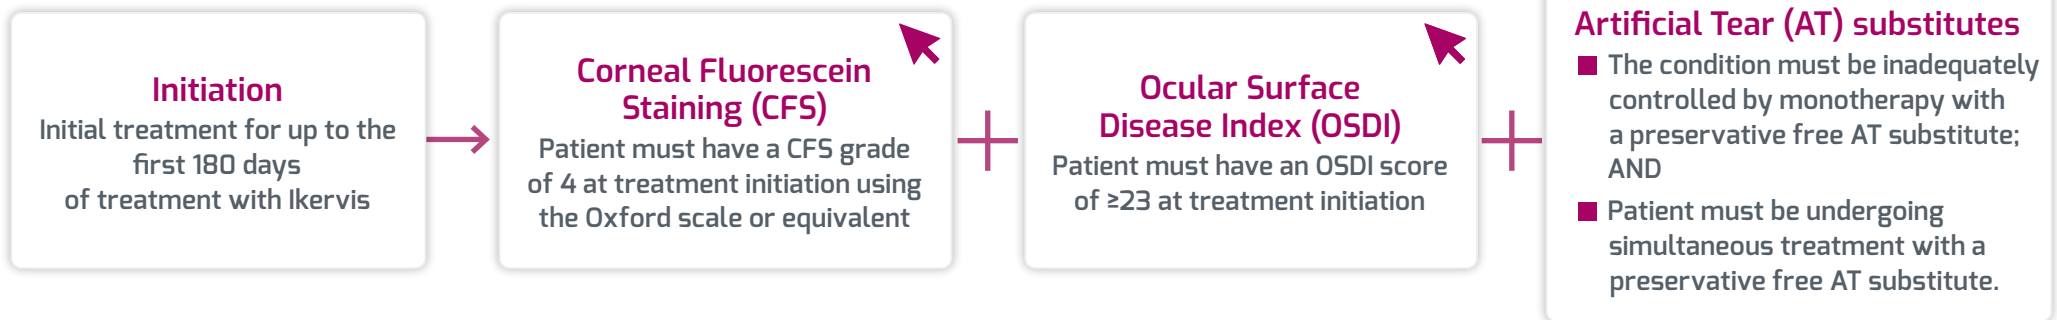 Initiation
Initial treatment for up to the
first 180 days
of treatment with Ikervis
Corneal Fluorescein
Staining (CFS)
Patient must have a CFS grade
of 4 at treatment initiation using
the Oxford scale or equivalent
Ocular Surface
Disease Index (OSDI)
Patient must have an OSDI score
of ≥23 at treatment initiation
Artificial Tear (AT) substitutes
The condition must be inadequately
controlled by monotherapy with
a preservative free AT substitute;
AND
Patient must be undergoing
simultaneous treatment with a
preservative free AT substitute.